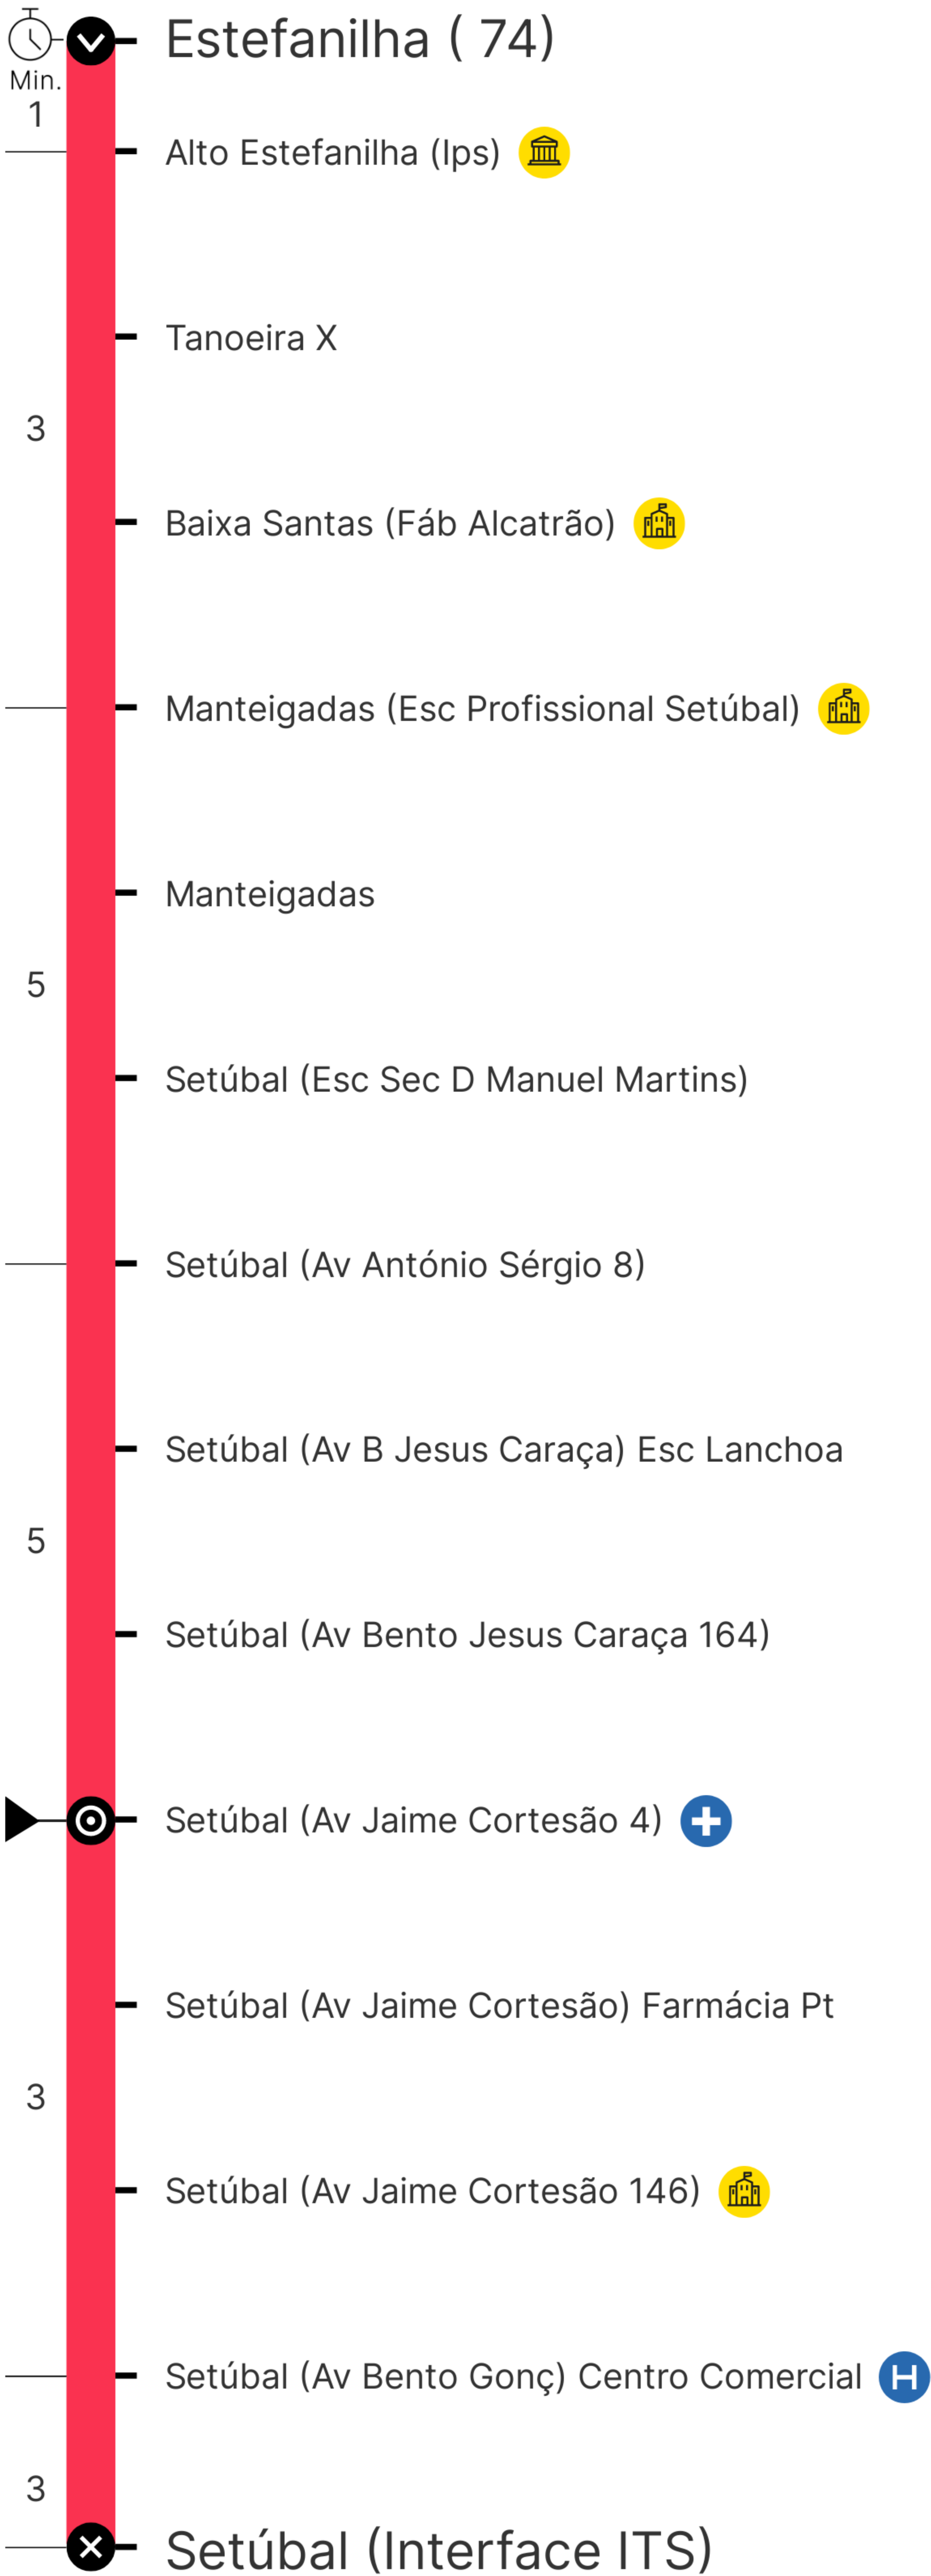 Estefanilha ( 74)
Min.
1
Alto Estefanilha (Ips)
Tanoeira X
3
Baixa Santas (Fáb Alcatrão)
Manteigadas (Esc Profissional Setúbal)
Manteigadas
5
Setúbal (Esc Sec D Manuel Martins)
Setúbal (Av António Sérgio 8)
Setúbal (Av B Jesus Caraça) Esc Lanchoa
5
Setúbal (Av Bento Jesus Caraça 164)
Setúbal (Av Jaime Cortesão 4)
Setúbal (Av Jaime Cortesão) Farmácia Pt
3
Setúbal (Av Jaime Cortesão 146)
Setúbal (Av Bento Gonç) Centro Comercial H
3
Setúbal (Interface ITS)